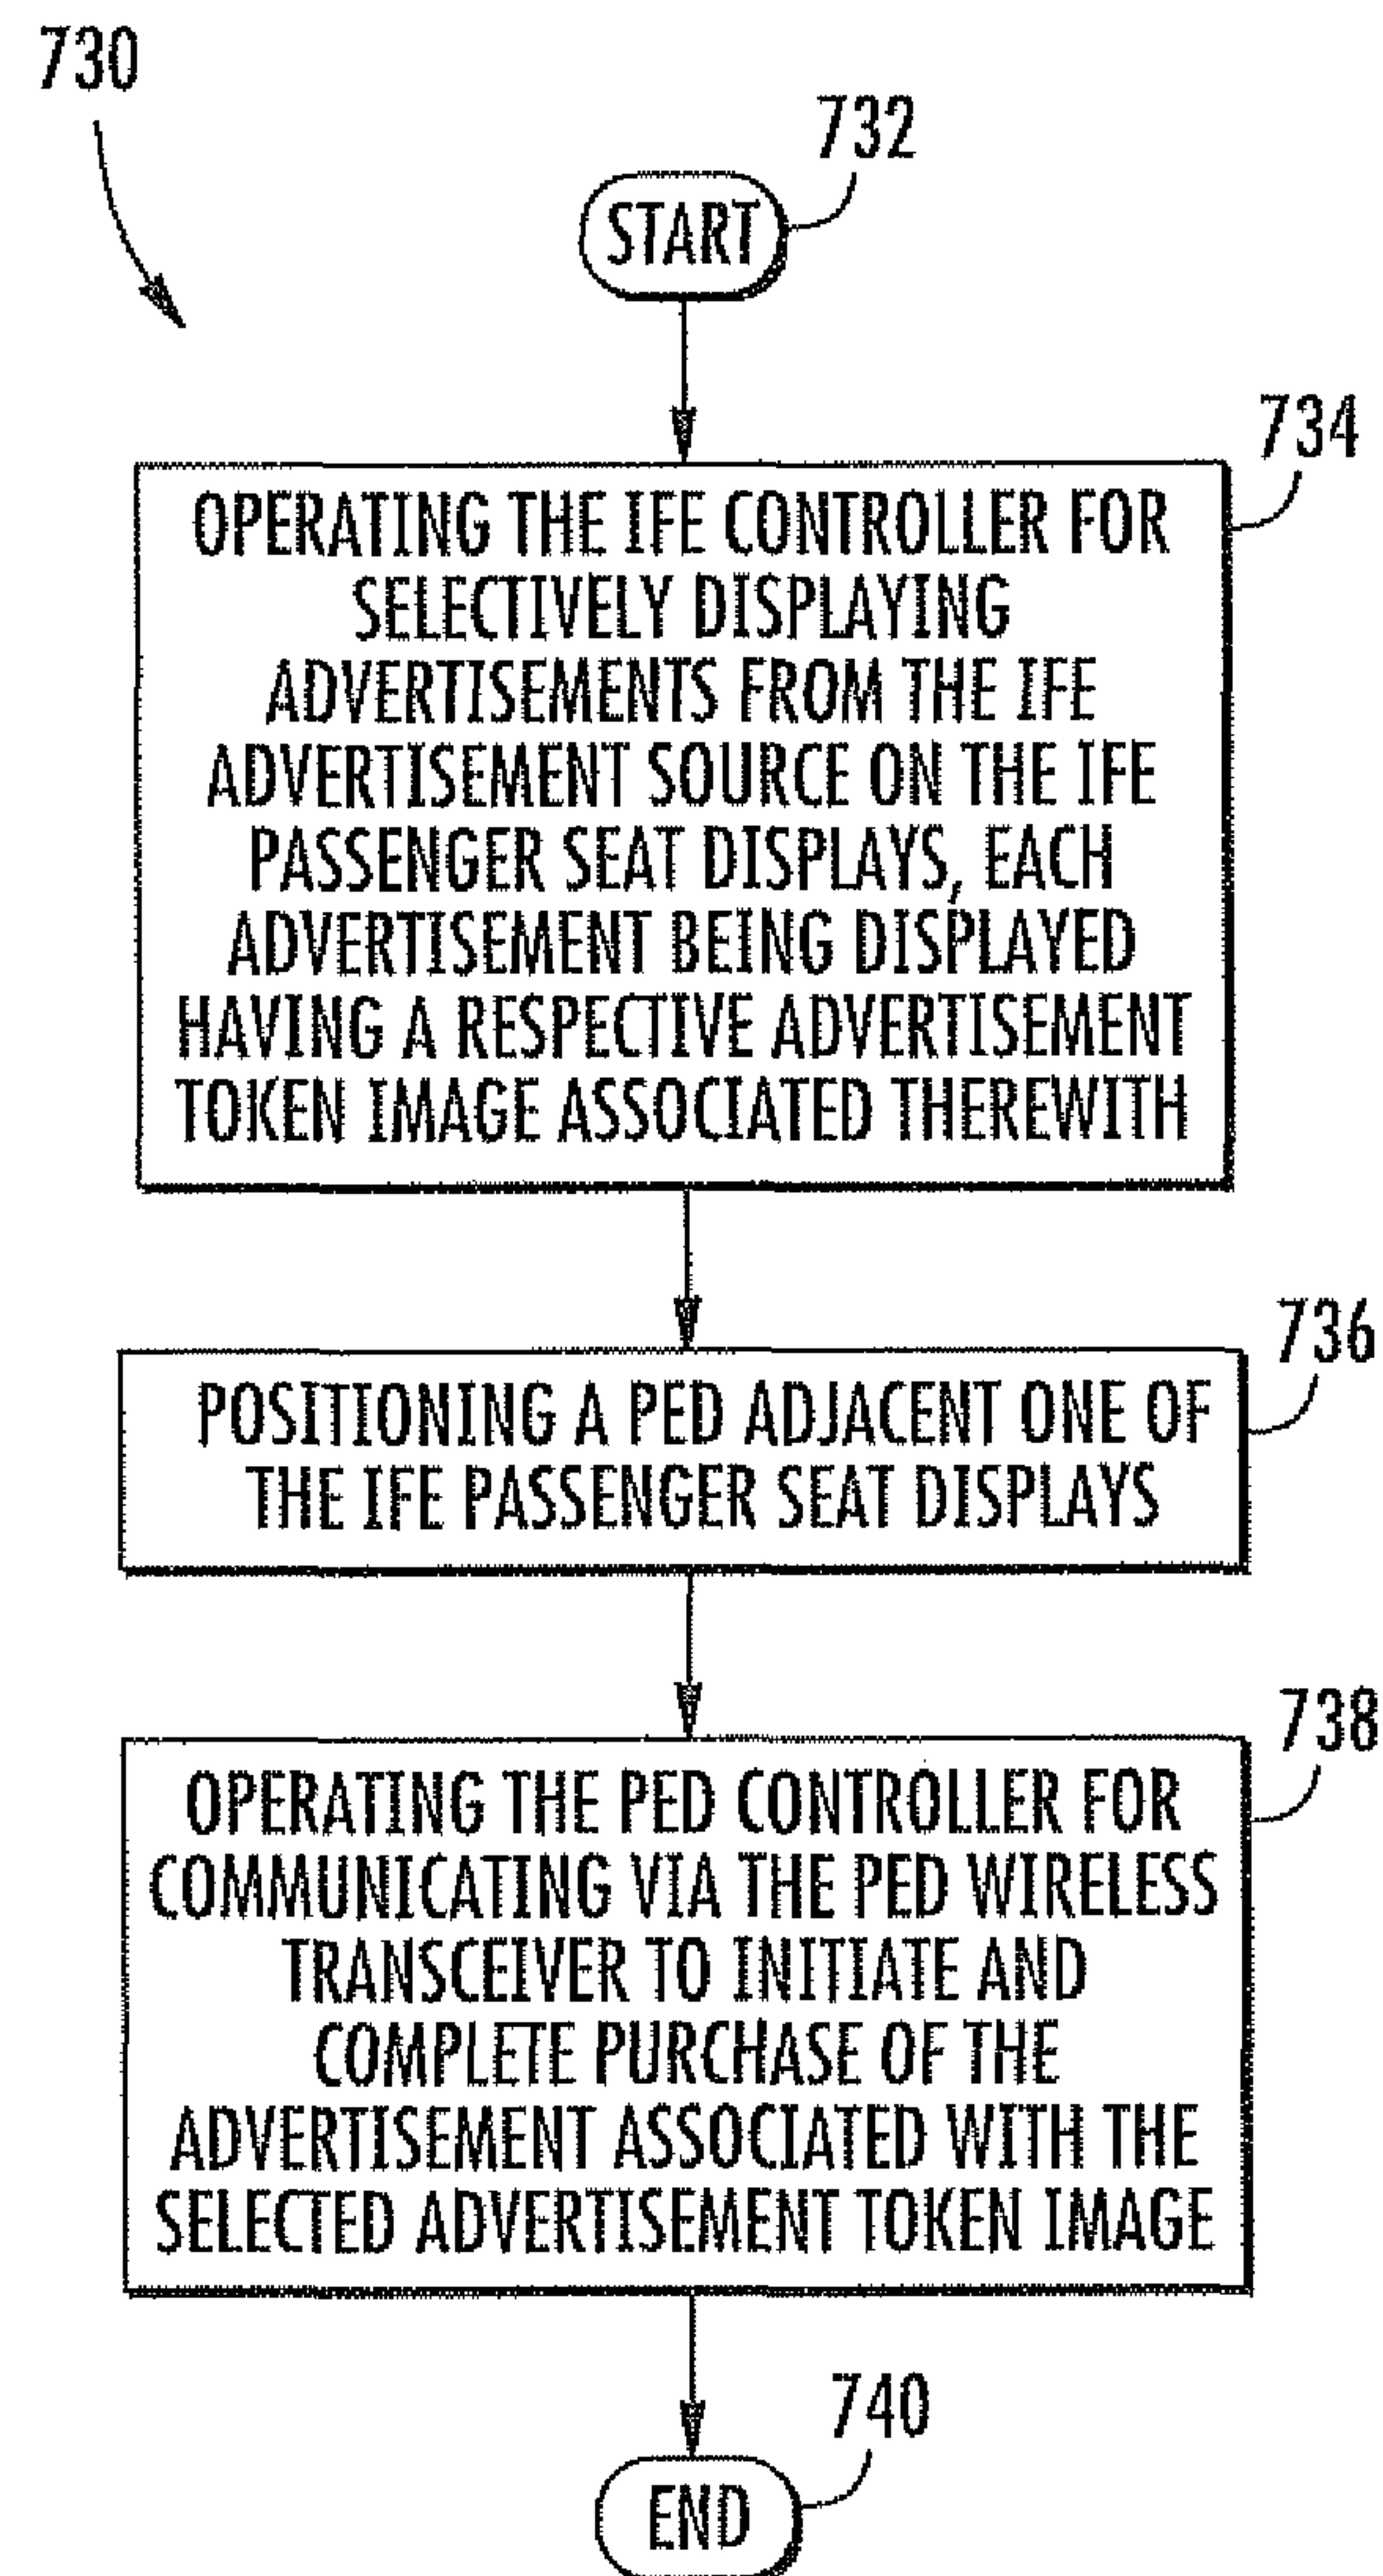 730
732
START
734
OPERATING THE IFE CONTROLLER FOR
SELECTIVELY DISPLAYING
ADVERTISEMENTS FROM THE IFE
ADVERTISEMENT SOURCE ON THE IFE
PASSENGER SEAT DISPLAYS, EACH
ADVERTISEMENT BEING DISPLAYED
HAVING A RESPECTIVE ADVERTISEMENT
TOKEN IMAGE ASSOCIATED THEREWITH
736
POSITIONING A PED ADJACENT ONE OF
THE IFE PASSENGER SEAT DISPLAYS
738
OPERATING THE PED CONTROLLER FOR
COMMUNICATING VIA THE PED WIRELESS
TRANSCEIVER TO INITIATE AND
COMPLETE PURCHASE OF THE
ADVERTISEMENT ASSOCIATED WITH THE
SELECTED ADVERTISEMENT TOKEN IMAGE
740
END